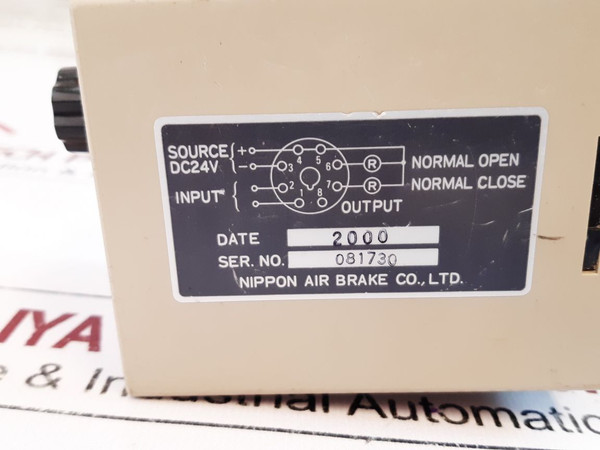 SOURCE + 4 5
DC24V - 3 6 R NORMAL OPEN
INPUT 2 7 R NORMAL CLOSE
1 8 OUTPUT
DATE 2000
SER. NO. 081730
NIPPON AIR BRAKE CO., LTD.
IYA
& Industrial Automat